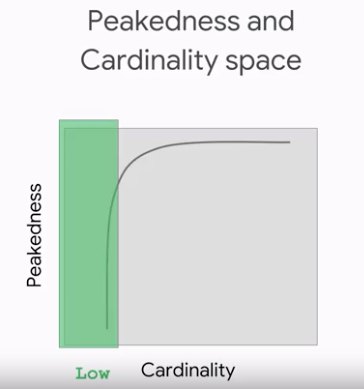 Peakedness and
Cardinality space
Peakedness
Low
Cardinality